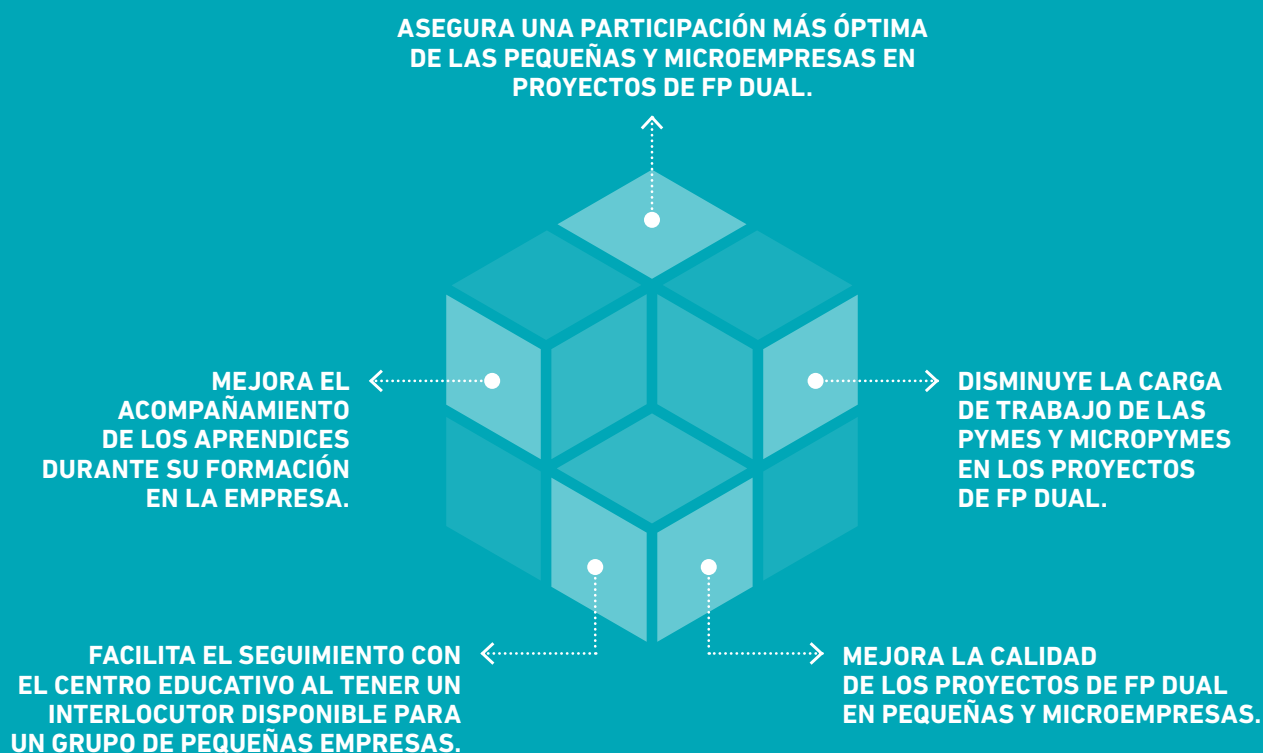 ASEGURA UNA PARTICIPACIÓN MÁS ÓPTIMA
DE LAS PEQUEÑAS Y MICROEMPRESAS EN
PROYECTOS DE FP DUAL.
MEJORA EL
ACOMPAÑAMIENTO
DE LOS APRENDICES
DURANTE SU FORMACIÓN
EN LA EMPRESA.
DISMINUYE LA CARGA
DE TRABAJO DE LAS
PYMES Y MICROPYMES
EN LOS PROYECTOS
DE FP DUAL.
FACILITA EL SEGUIMIENTO CON
EL CENTRO EDUCATIVO AL TENER UN
INTERLOCUTOR DISPONIBLE PARA
UN GRUPO DE PEQUEÑAS EMPRESAS.
MEJORA LA CALIDAD
DE LOS PROYECTOS DE FP DUAL
EN PEQUEÑAS Y MICROEMPRESAS.